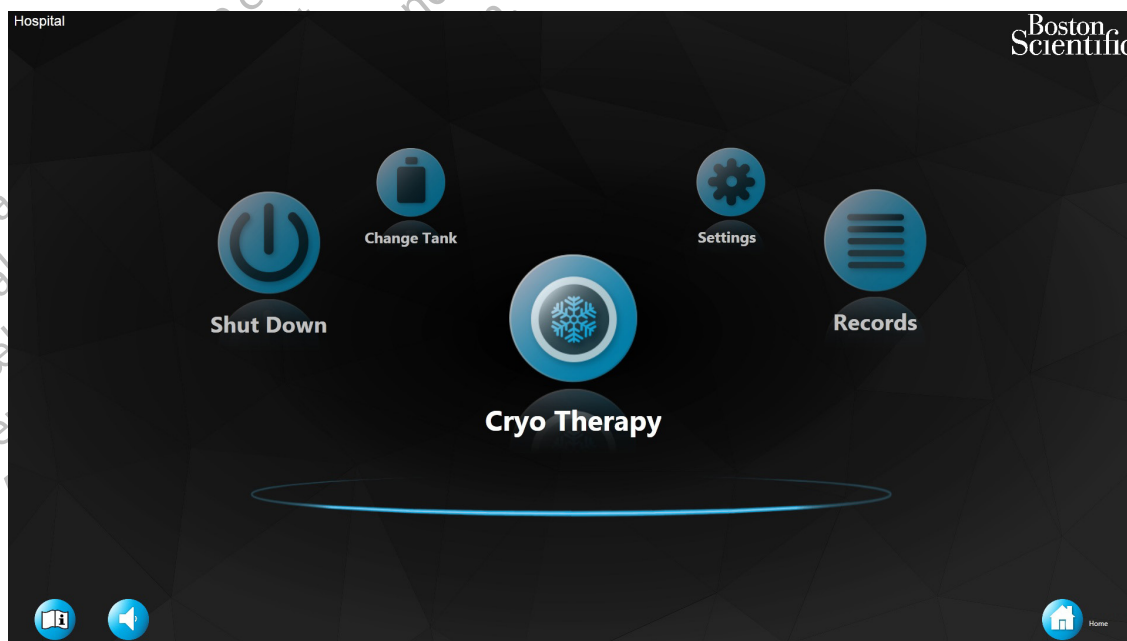 Hospital
Boston
Scientific
Change Tank
Settings
Shut Down
Records
Cryo Therapy
Home